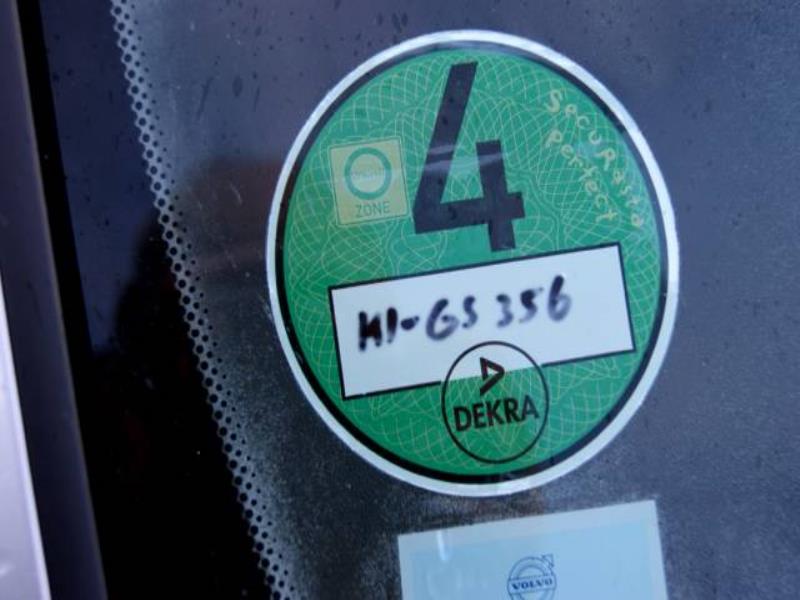 4
SecuRasta
Perfect
ZONE
HI-GS 356
DEKRA
VOLVO